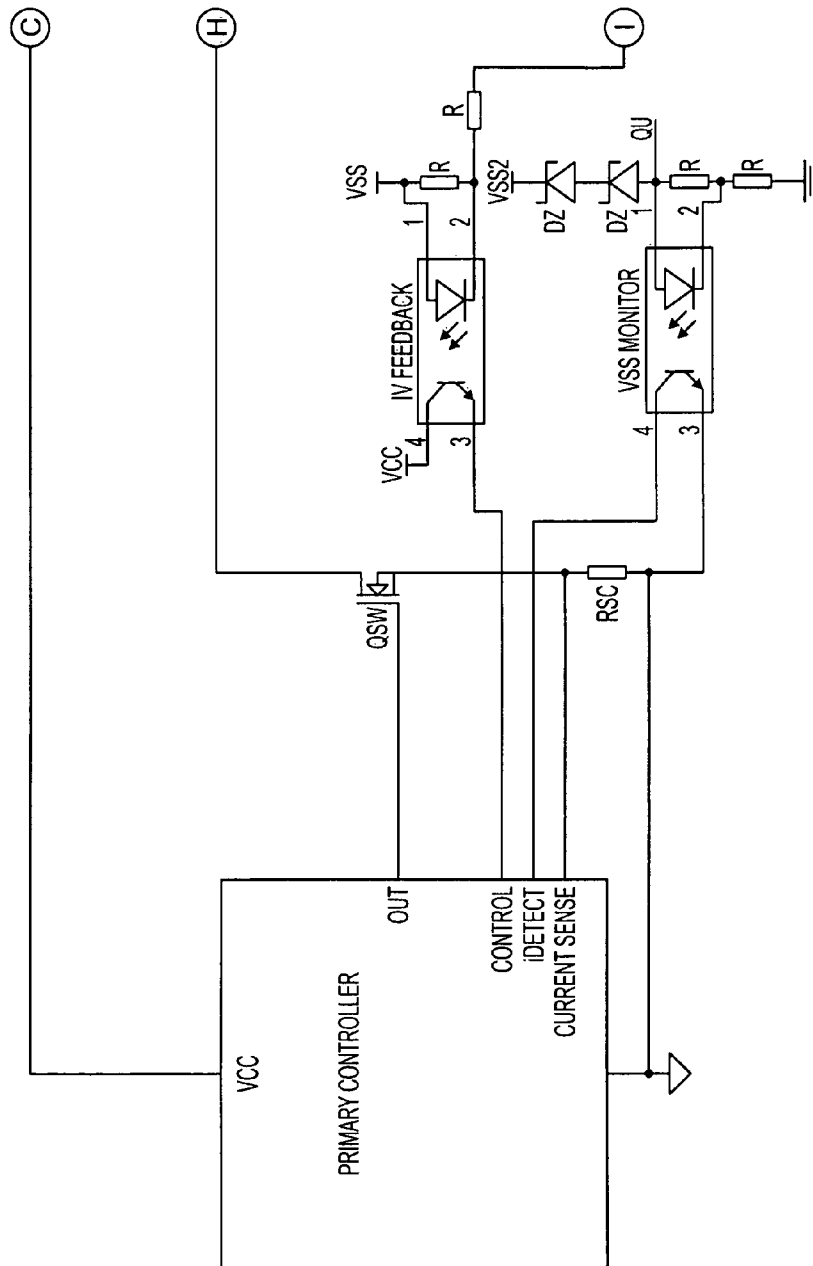 C
H
I
VSS
R
R
1
2
IV FEEDBACK
VCC
4
3
VSS2
DZ
DZ
QU
1
2
R
R
VSS MONITOR
4
3
QSW
RSC
OUT
CONTROL
iDETECT
CURRENT SENSE
VCC
PRIMARY CONTROLLER